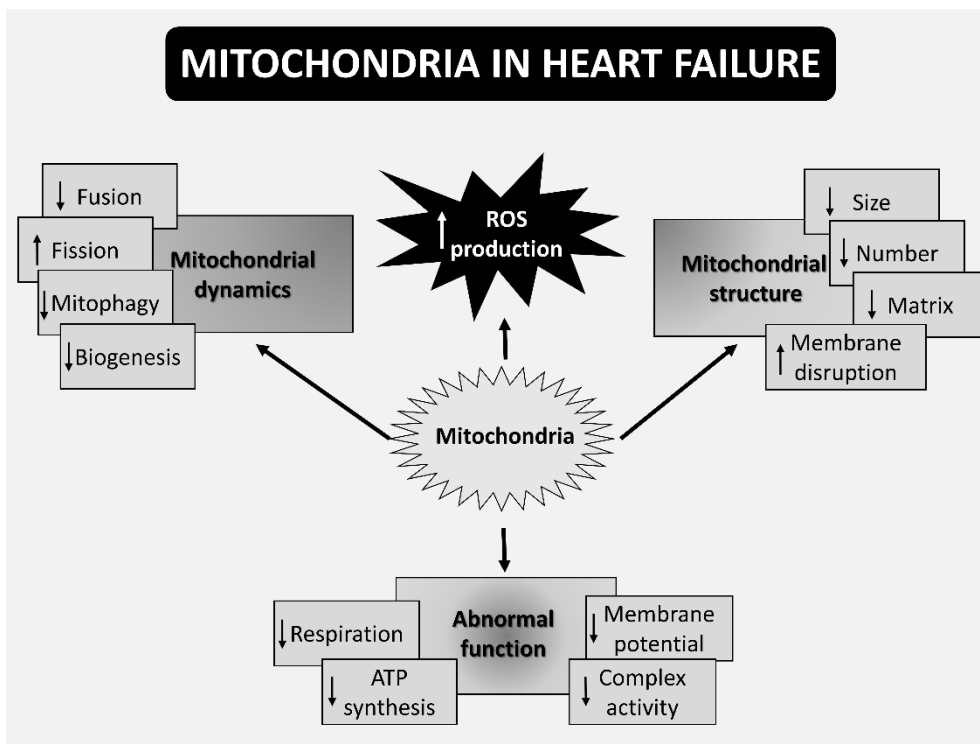 MITOCHONDRIA IN HEART FAILURE
↓ Fusion
↑ Fission
↓ Mitophagy
↓ Biogenesis
Mitochondrial
dynamics
↑ ROS
production
Mitochondrial
structure
↓ Size
↓ Number
↓ Matrix
↑ Membrane
disruption
Mitochondria
Abnormal
function
↓ Respiration
↓ ATP
synthesis
↓ Membrane
potential
↓ Complex
activity